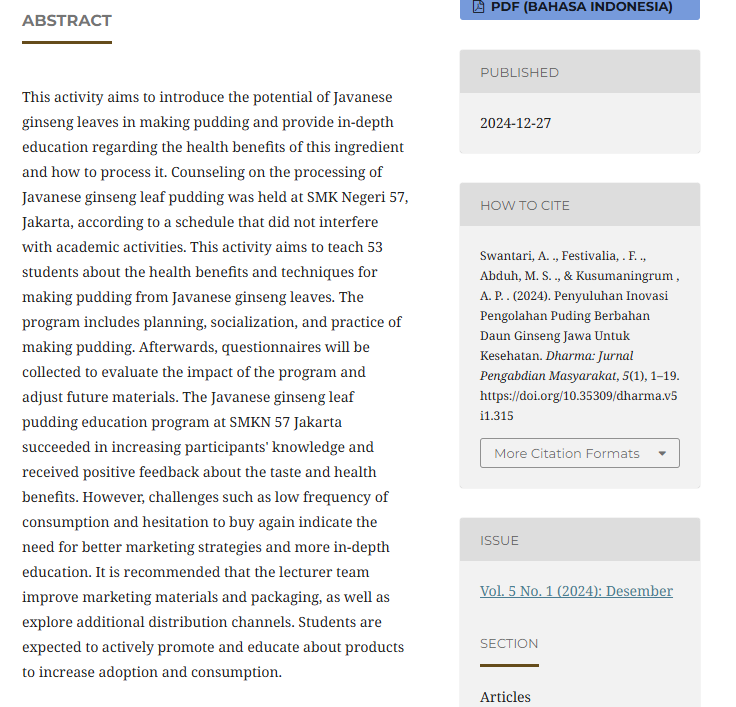 ABSTRACT
This activity aims to introduce the potential of Javanese
ginseng leaves in making pudding and provide in-depth
education regarding the health benefits of this ingredient
and how to process it. Counseling on the processing of
Javanese ginseng leaf pudding was held at SMK Negeri 57,
Jakarta, according to a schedule that did not interfere
with academic activities. This activity aims to teach 53
students about the health benefits and techniques for
making pudding from Javanese ginseng leaves. The
program includes planning, socialization, and practice of
making pudding. Afterwards, questionnaires will be
collected to evaluate the impact of the program and
adjust future materials. The Javanese ginseng leaf
pudding education program at SMKN 57 Jakarta
succeeded in increasing participants' knowledge and
received positive feedback about the taste and health
benefits. However, challenges such as low frequency of
consumption and hesitation to buy again indicate the
need for better marketing strategies and more in-depth
education. It is recommended that the lecturer team
improve marketing materials and packaging, as well as
explore additional distribution channels. Students are
expected to actively promote and educate about products
to increase adoption and consumption.
PDF (BAHASA INDONESIA)
PUBLISHED
2024-12-27
HOW TO CITE
Swantari, A. ., Festivalia, . F. .,
Abduh, M. S. ., & Kusumaningrum ,
A. P. . (2024). Penyuluhan Inovasi
Pengolahan Puding Berbahan
Daun Ginseng Jawa Untuk
Kesehatan. Dharma: Jurnal
Pengabdian Masyarakat, 5(1), 1–19.
https://doi.org/10.35309/dharma.v5
i1.315
More Citation Formats
ISSUE
Vol. 5 No. 1 (2024): Desember
SECTION
Articles